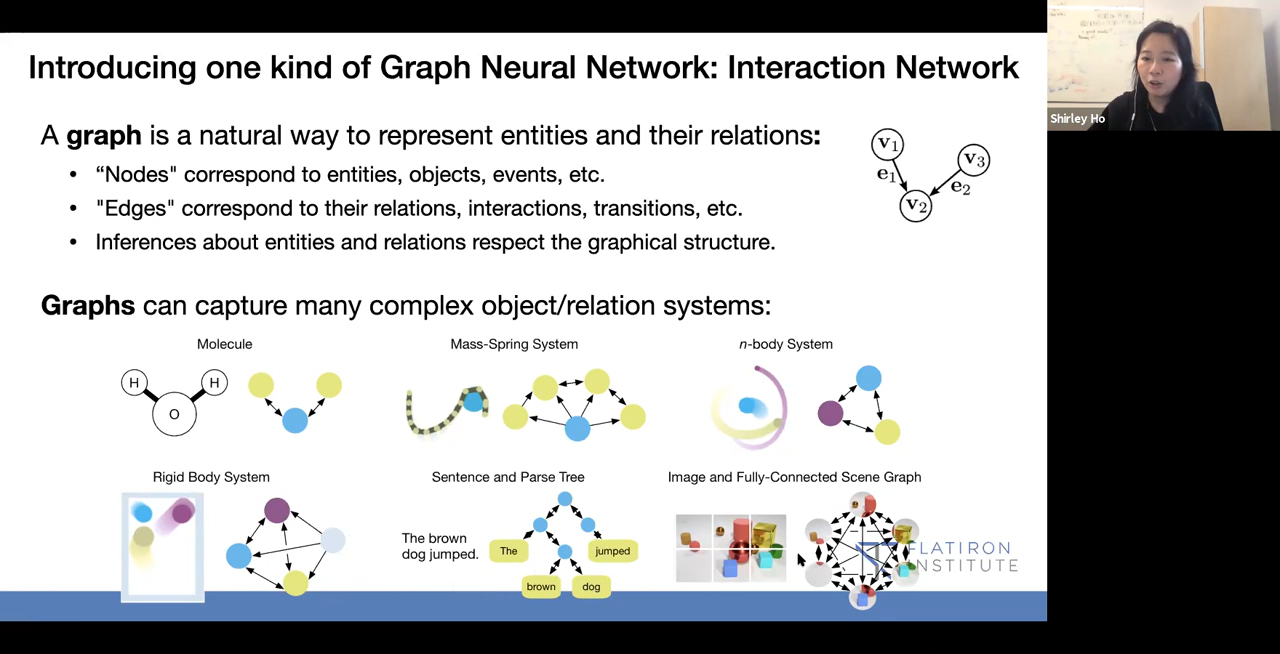 Introducing one kind of Graph Neural Network: Interaction Network
Shirley Ho
A graph is a natural way to represent entities and their relations:
• “Nodes" correspond to entities, objects, events, etc.
• "Edges" correspond to their relations, interactions, transitions, etc.
• Inferences about entities and relations respect the graphical structure.
v1
v3
e1
e2
v2
Graphs can capture many complex object/relation systems:
Molecule
H
H
O
Mass-Spring System
n-body System
Rigid Body System
Sentence and Parse Tree
The brown
dog jumped.
The
jumped
brown
dog
Image and Fully-Connected Scene Graph
FLATIRON
INSTITUTE